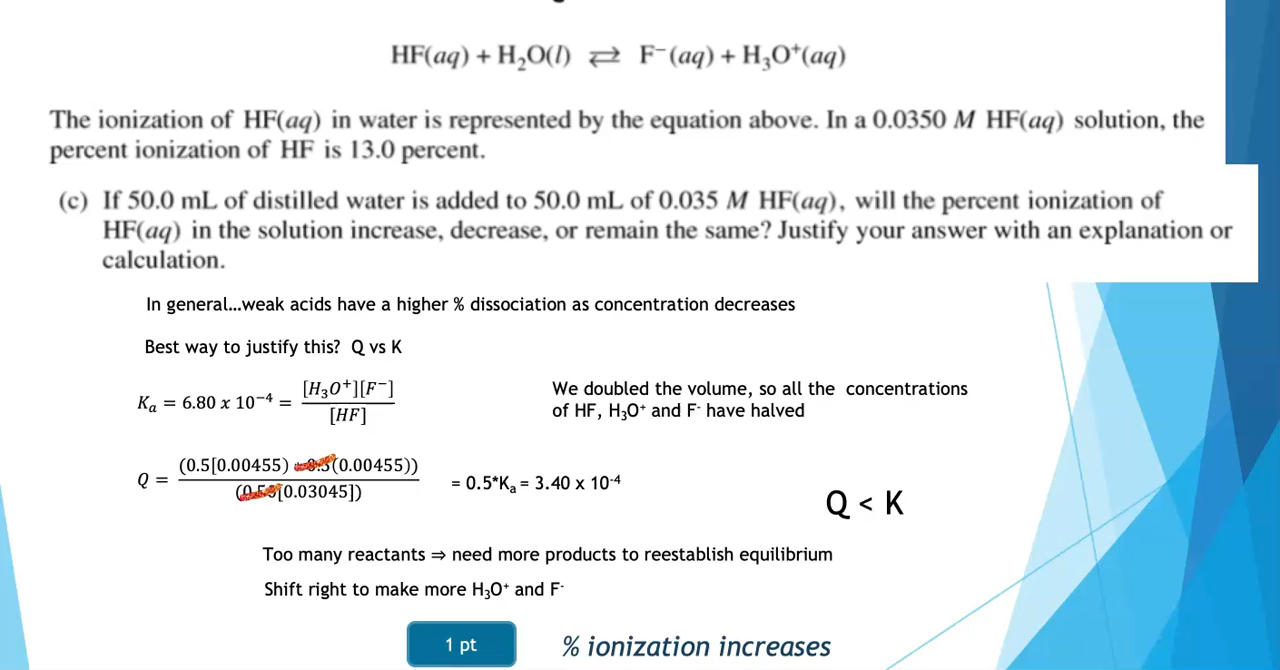 HF(aq) + H₂O(l) ⇄ F⁻(aq) + H₃O⁺(aq)
The ionization of HF(aq) in water is represented by the equation above. In a 0.0350 M HF(aq) solution, the
percent ionization of HF is 13.0 percent.
(c) If 50.0 mL of distilled water is added to 50.0 mL of 0.035 M HF(aq), will the percent ionization of
HF(aq) in the solution increase, decrease, or remain the same? Justify your answer with an explanation or
calculation.
In general...weak acids have a higher % dissociation as concentration decreases
Best way to justify this? Q vs K
Kₐ = 6.80 x 10⁻⁴ = [H₃O⁺][F⁻] / [HF]
We doubled the volume, so all the concentrations
of HF, H₃O⁺ and F⁻ have halved
Q = (0.5[0.00455) (0.00455)) / ([0.03045])
= 0.5*Kₐ = 3.40 x 10⁻⁴
Q < K
Too many reactants ⇒ need more products to reestablish equilibrium
Shift right to make more H₃O⁺ and F⁻
1 pt
% ionization increases